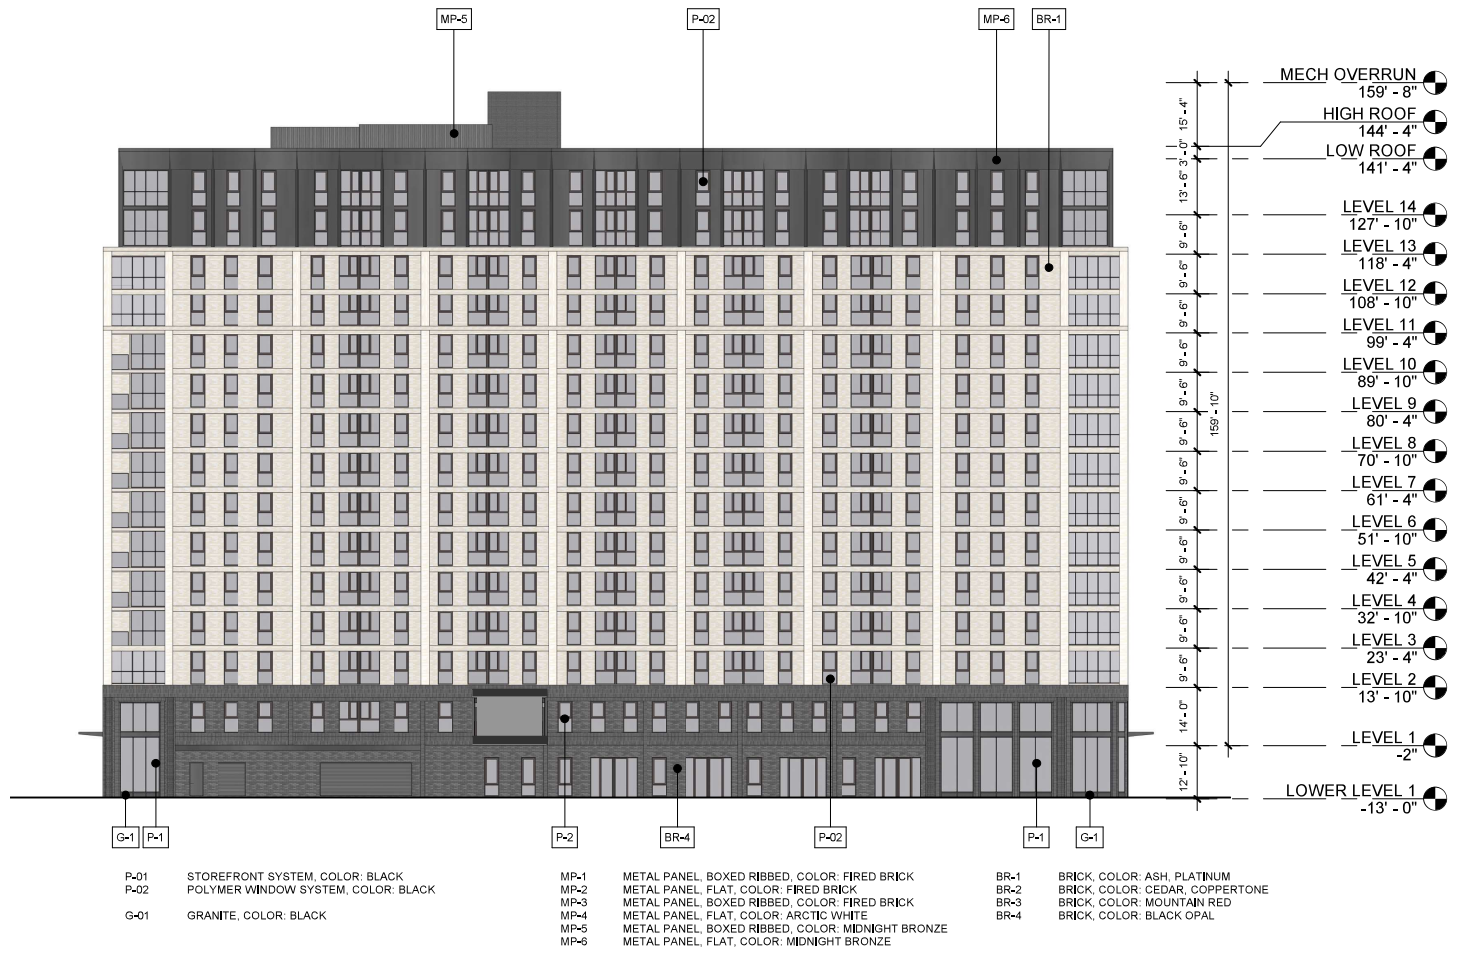 MP-5
P-02
MP-6
BR-1
MECH OVERRUN
159' - 8"
HIGH ROOF
144' - 4"
LOW ROOF
141' - 4"
LEVEL 14
127' - 10"
LEVEL 13
118' - 4"
LEVEL 12
108' - 10"
LEVEL 11
99' - 4"
LEVEL 10
89' - 10"
LEVEL 9
80' - 4"
LEVEL 8
70' - 10"
LEVEL 7
61' - 4"
LEVEL 6
51' - 10"
LEVEL 5
42' - 4"
LEVEL 4
32' - 10"
LEVEL 3
23' - 4"
LEVEL 2
13' - 10"
LEVEL 1
-2"
LOWER LEVEL 1
-13' - 0"
15' - 4"
3' - 0"
13' - 6"
9' - 6"
9' - 6"
9' - 6"
9' - 6"
9' - 6"
9' - 6"
9' - 6"
9' - 6"
9' - 6"
9' - 6"
9' - 6"
9' - 6"
14' - 0"
12' - 10"
159' - 10"
G-1
P-1
P-2
BR-4
P-02
P-1
G-1
P-01 STOREFRONT SYSTEM, COLOR: BLACK
P-02 POLYMER WINDOW SYSTEM, COLOR: BLACK
G-01 GRANITE, COLOR: BLACK
MP-1 METAL PANEL, BOXED RIBBED, COLOR: FIRED BRICK
MP-2 METAL PANEL, FLAT, COLOR: FIRED BRICK
MP-3 METAL PANEL, BOXED RIBBED, COLOR: FIRED BRICK
MP-4 METAL PANEL, FLAT, COLOR: ARCTIC WHITE
MP-5 METAL PANEL, BOXED RIBBED, COLOR: MIDNIGHT BRONZE
MP-6 METAL PANEL, FLAT, COLOR: MIDNIGHT BRONZE
BR-1 BRICK, COLOR: ASH, PLATINUM
BR-2 BRICK, COLOR: CEDAR, COPPERTONE
BR-3 BRICK, COLOR: MOUNTAIN RED
BR-4 BRICK, COLOR: BLACK OPAL